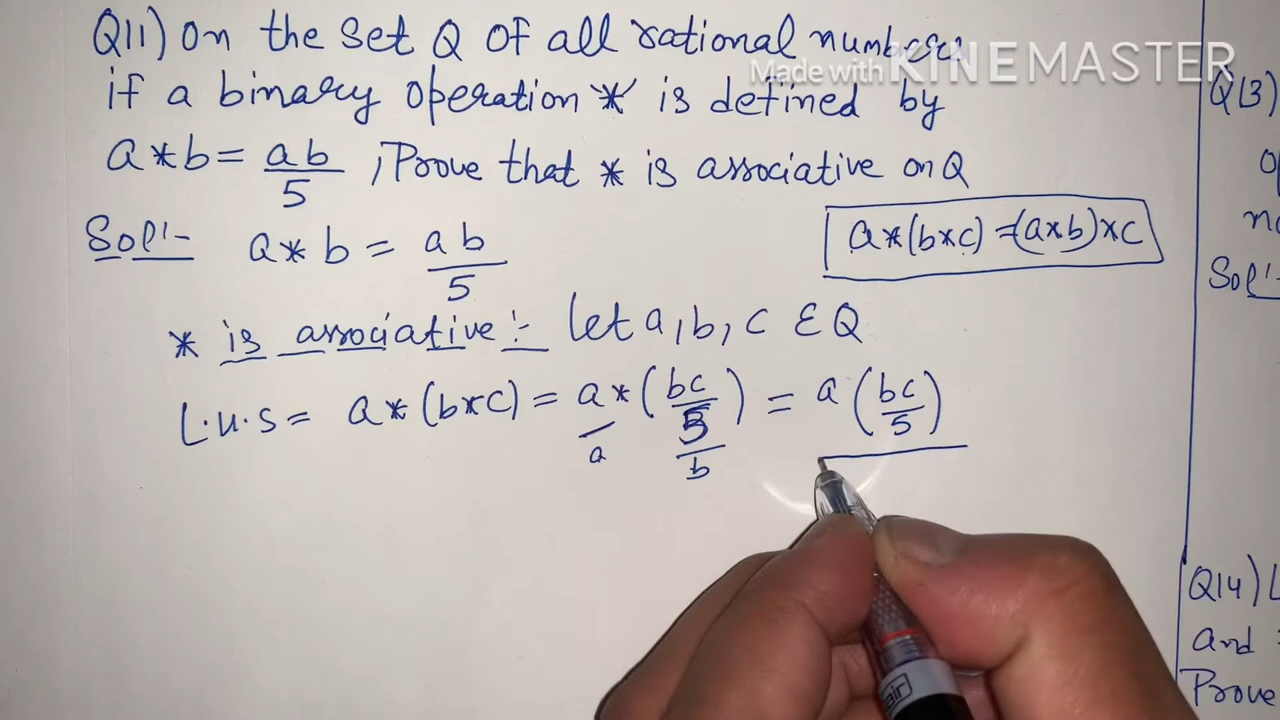 Q11) On the set Q of all rational numbers
Made with KINEMASTER
if a binary operation * is defined by
a*b = ab/5, Prove that * is associative on Q
Sol':- a * b = ab/5
a*(b*c) = (a*b)*c
* is associative :- let a, b, c ε Q
L.H.S = a*(b*c) = a*(bc/5) = a(bc/5)
a b
Q13)
Sol':-
Q14) L
and
Prove
air